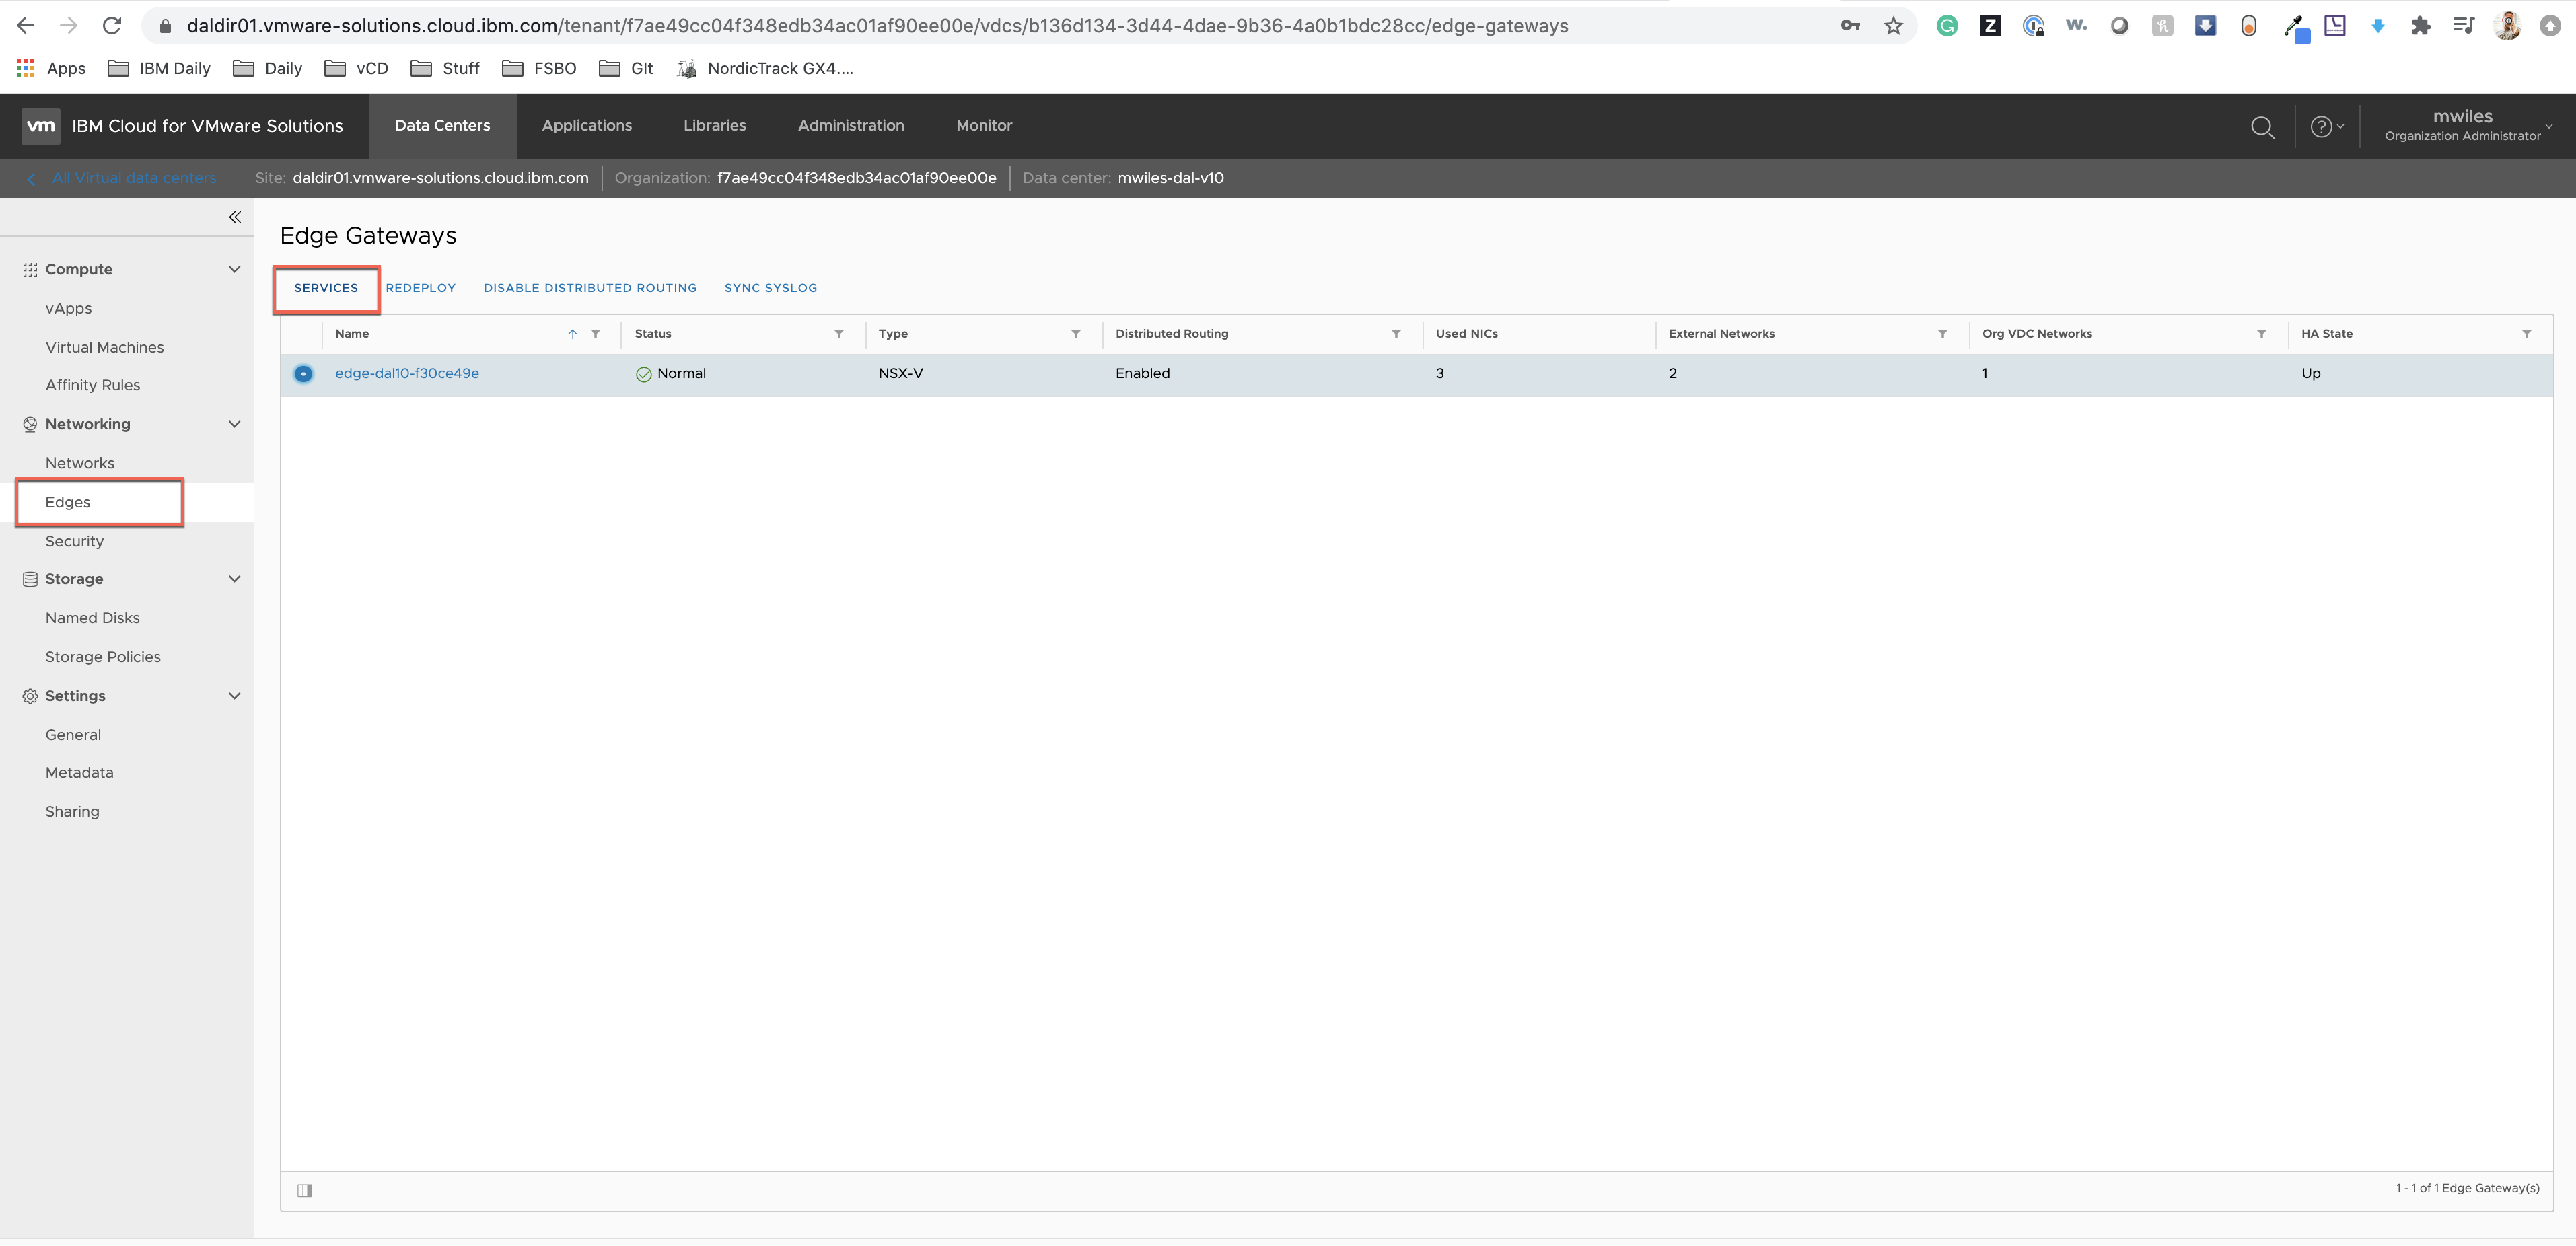 daldir01.vmware-solutions.cloud.ibm.com/tenant/f7ae49cc04f348edb34ac01af90ee00e/vdcs/b136d134-3d44-4dae-9b36-4a0b1bdc28cc/edge-gateways
Apps IBM Daily Daily vCD Stuff FSBO GIt NordicTrack GX4....
vm IBM Cloud for VMware Solutions Data Centers Applications Libraries Administration Monitor
mwiles
Organization Administrator
All Virtual data centers Site: daldir01.vmware-solutions.cloud.ibm.com Organization: f7ae49cc04f348edb34ac01af90ee00e Data center: mwiles-dal-v10
Compute
vApps
Virtual Machines
Affinity Rules
Networking
Networks
Edges
Security
Storage
Named Disks
Storage Policies
Settings
General
Metadata
Sharing
Edge Gateways
SERVICES REDEPLOY DISABLE DISTRIBUTED ROUTING SYNC SYSLOG
Name Status Type Distributed Routing Used NICs External Networks Org VDC Networks HA State
edge-dal10-f30ce49e Normal NSX-V Enabled 3 2 1 Up
1 - 1 of 1 Edge Gateway(s)